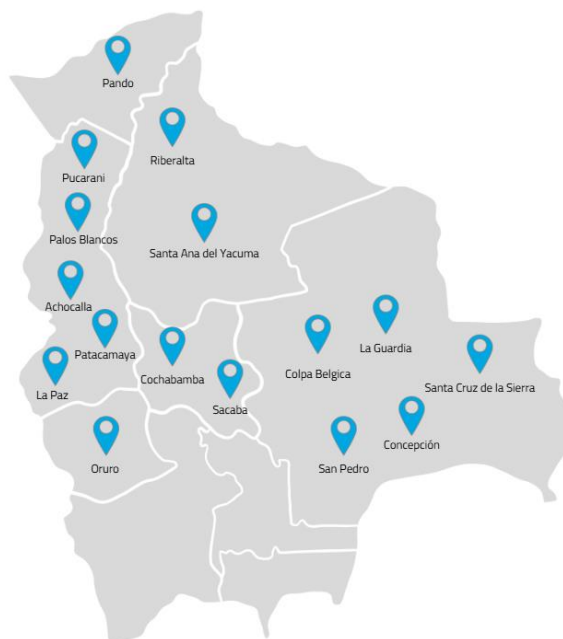 Pando
Riberalta
Pucarani
Palos Blancos
Santa Ana del Yacuma
Achocalla
Patacamaya
La Paz
Cochabamba
Sacaba
Colpa Belgica
La Guardia
Santa Cruz de la Sierra
Concepción
San Pedro
Oruro